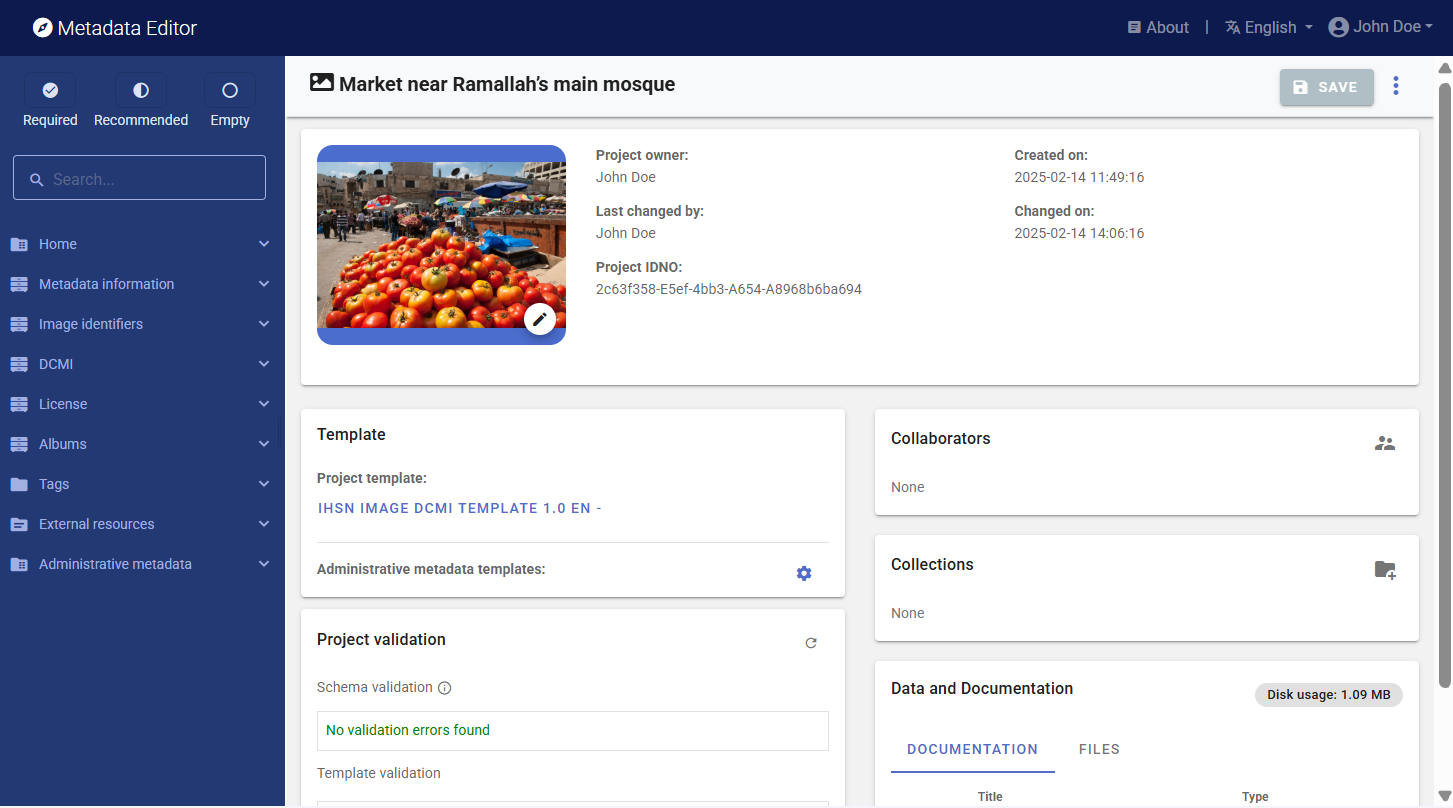 Metadata Editor
About | English John Doe
Required Recommended Empty
Search...
Home
Metadata information
Image identifiers
DCMI
License
Albums
Tags
External resources
Administrative metadata
Market near Ramallah’s main mosque
SAVE
Project owner:
John Doe
Last changed by:
John Doe
Project IDNO:
2c63f358-E5ef-4bb3-A654-A8968b6ba694
Created on:
2025-02-14 11:49:16
Changed on:
2025-02-14 14:06:16
Template
Project template:
IHSN IMAGE DCMI TEMPLATE 1.0 EN -
Administrative metadata templates:
Project validation
Schema validation
No validation errors found
Template validation
Collaborators
None
Collections
None
Data and Documentation
Disk usage: 1.09 MB
DOCUMENTATION FILES
Title Type